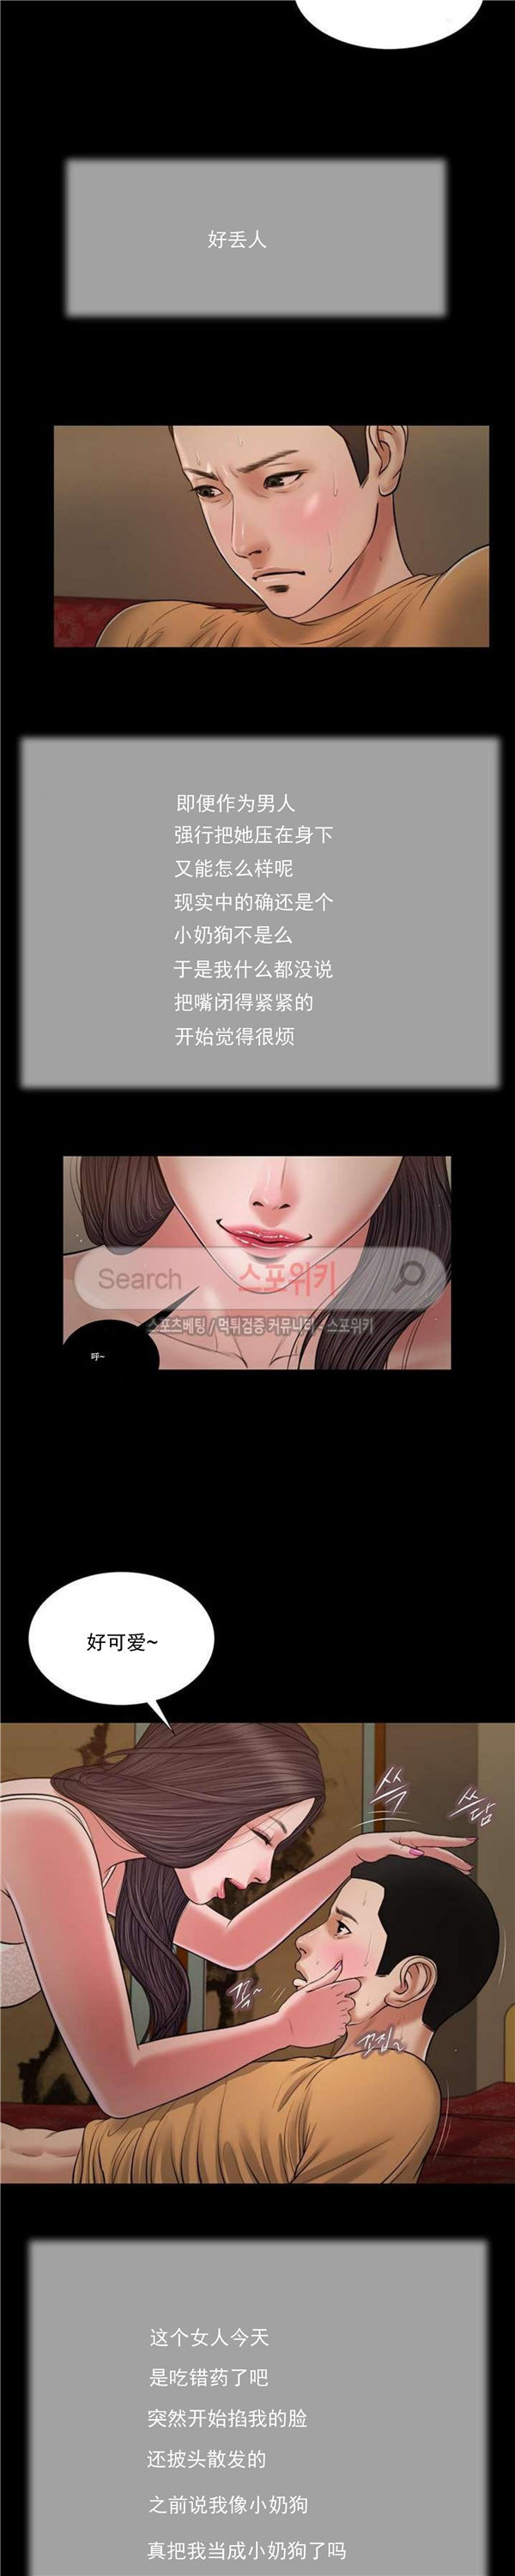 好丢人
即便作为男人
强行把她压在身下
又能怎么样呢
现实中的确还是个
小奶狗不是么
于是我什么都没说
把嘴闭得紧紧的
开始觉得很烦
Search 스포위키
스포츠베팅 / 먹튀검증 커뮤니티 - 스포위키
呼~
好可爱~
쓱
쓰담
꼭~
꼬집~
这个女人今天
是吃错药了吧
突然开始掐我的脸
还披头散发的
之前说我像小奶狗
真把我当成小奶狗了吗